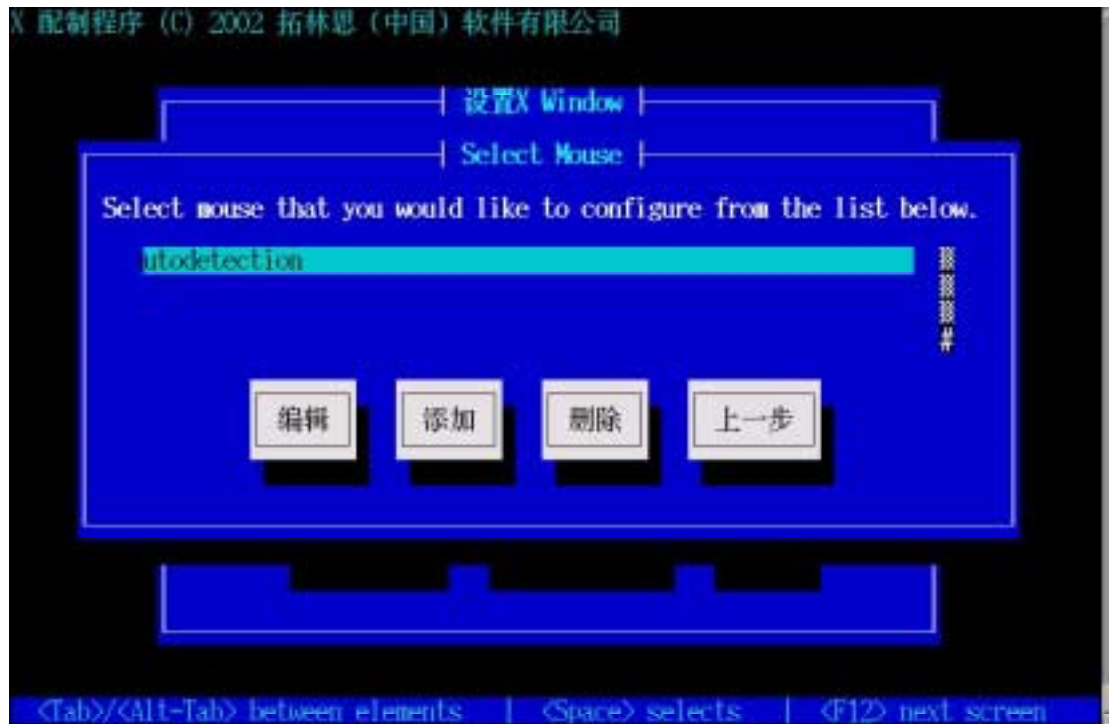 X 配制程序 (C) 2002 拓林思（中国）软件有限公司
设置X Window
Select Mouse
Select mouse that you would like to configure from the list below.
utodetection
#
编辑 添加 删除 上一步
<Tab>/<Alt-Tab> between elements | <Space> selects | <F12> next screen